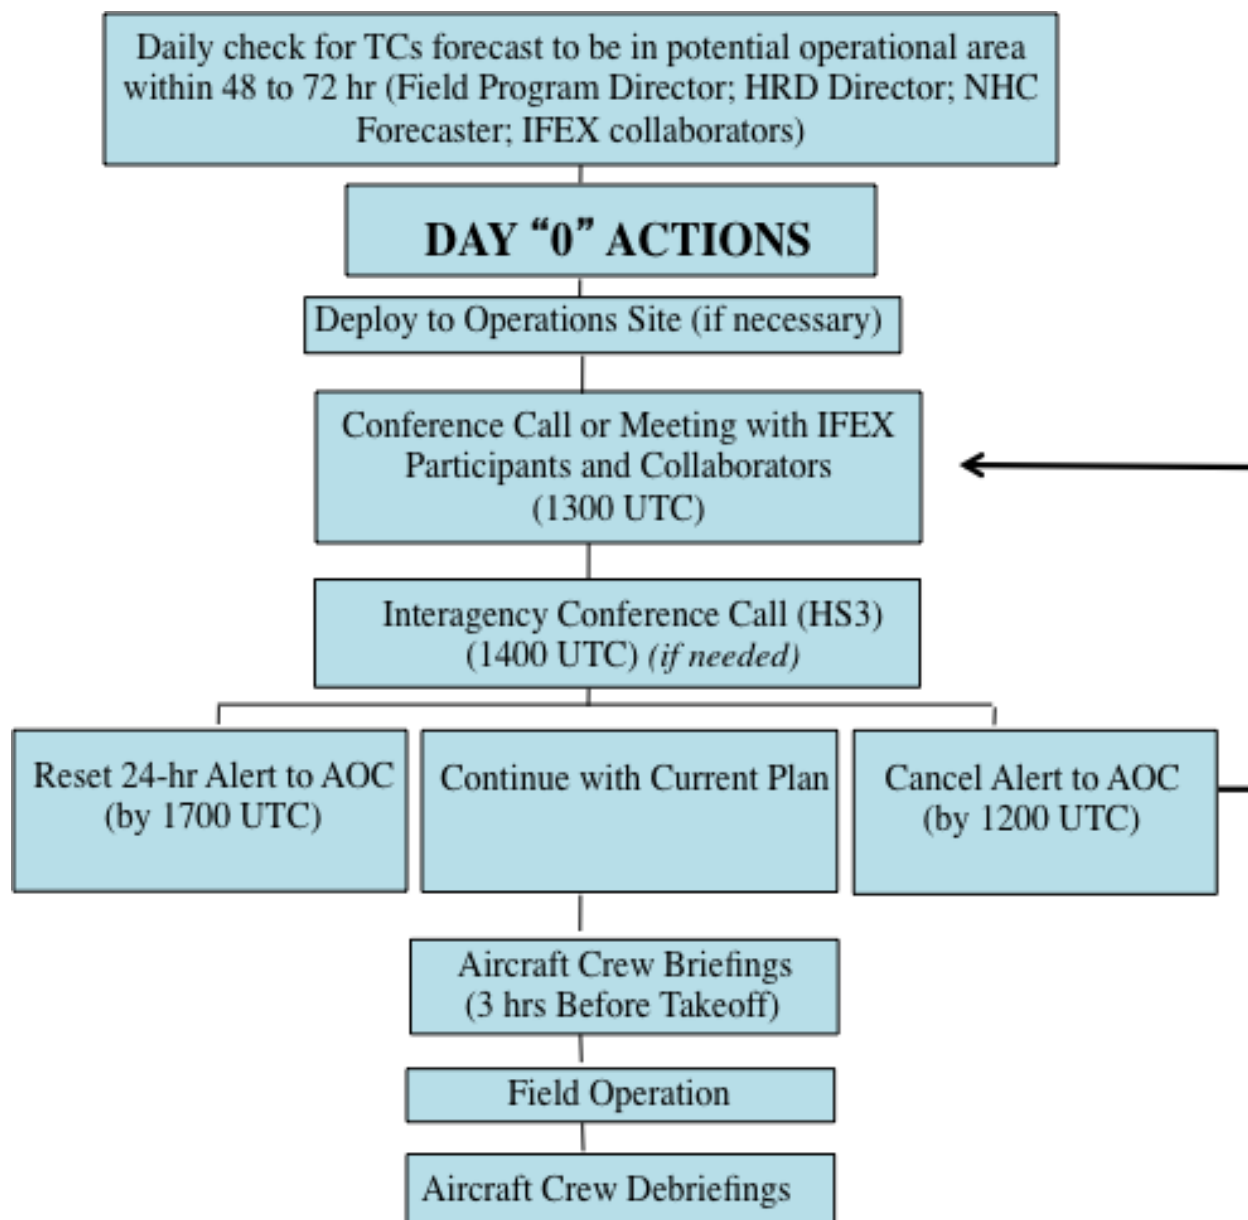 Daily check for TCs forecast to be in potential operational area
within 48 to 72 hr (Field Program Director; HRD Director; NHC
Forecaster; IFEX collaborators)
DAY “0” ACTIONS
Deploy to Operations Site (if necessary)
Conference Call or Meeting with IFEX
Participants and Collaborators
(1300 UTC)
Interagency Conference Call (HS3)
(1400 UTC) (if needed)
Reset 24-hr Alert to AOC
(by 1700 UTC)
Continue with Current Plan
Cancel Alert to AOC
(by 1200 UTC)
Aircraft Crew Briefings
(3 hrs Before Takeoff)
Field Operation
Aircraft Crew Debriefings